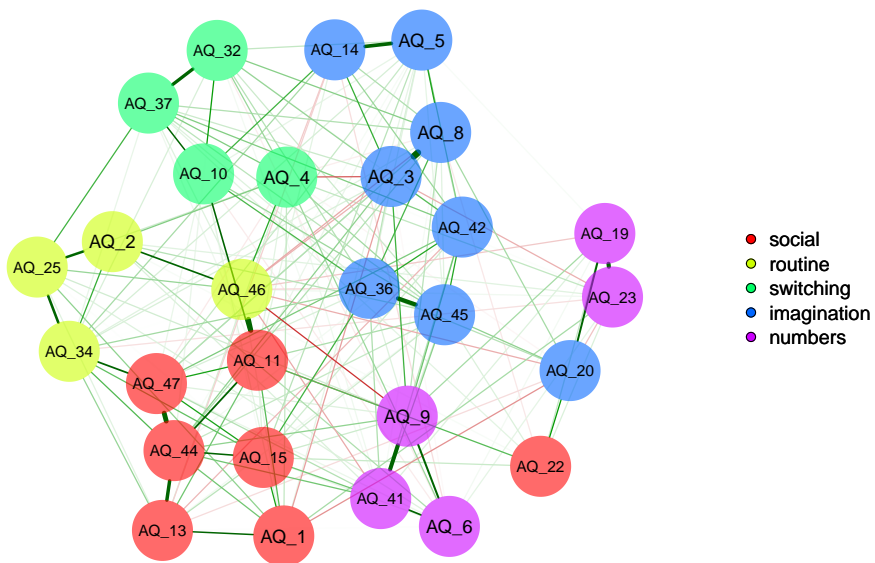 AQ_5
AQ_14
AQ_32
AQ_37
AQ_8
AQ_10
AQ_4
AQ_3
AQ_42
AQ_19
AQ_2
AQ_25
AQ_46
AQ_36
AQ_23
AQ_45
AQ_34
AQ_11
AQ_20
AQ_47
AQ_9
AQ_44
AQ_15
AQ_22
AQ_41
AQ_6
AQ_13
AQ_1
social
routine
switching
imagination
numbers